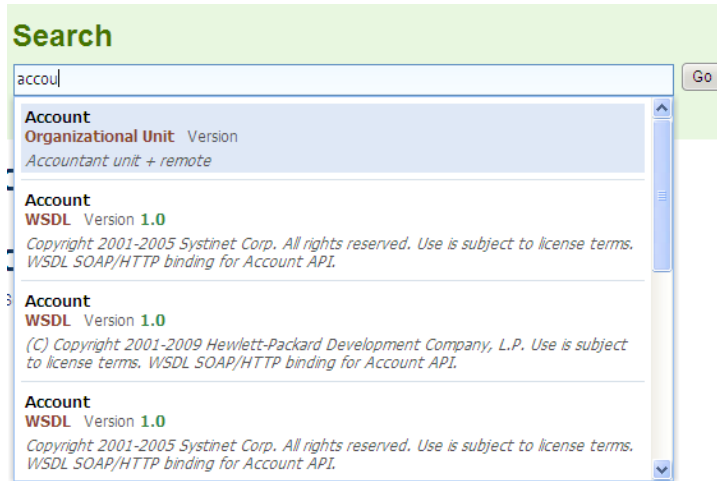 Search
accou
Go
Account
Organizational Unit Version
Accountant unit + remote
Account
WSDL Version 1.0
Copyright 2001-2005 Systinet Corp. All rights reserved. Use is subject to license terms.
WSDL SOAP/HTTP binding for Account API.
Account
WSDL Version 1.0
(C) Copyright 2001-2009 Hewlett-Packard Development Company, L.P. Use is subject
to license terms. WSDL SOAP/HTTP binding for Account API.
Account
WSDL Version 1.0
Copyright 2001-2005 Systinet Corp. All rights reserved. Use is subject to license terms.
WSDL SOAP/HTTP binding for Account API.